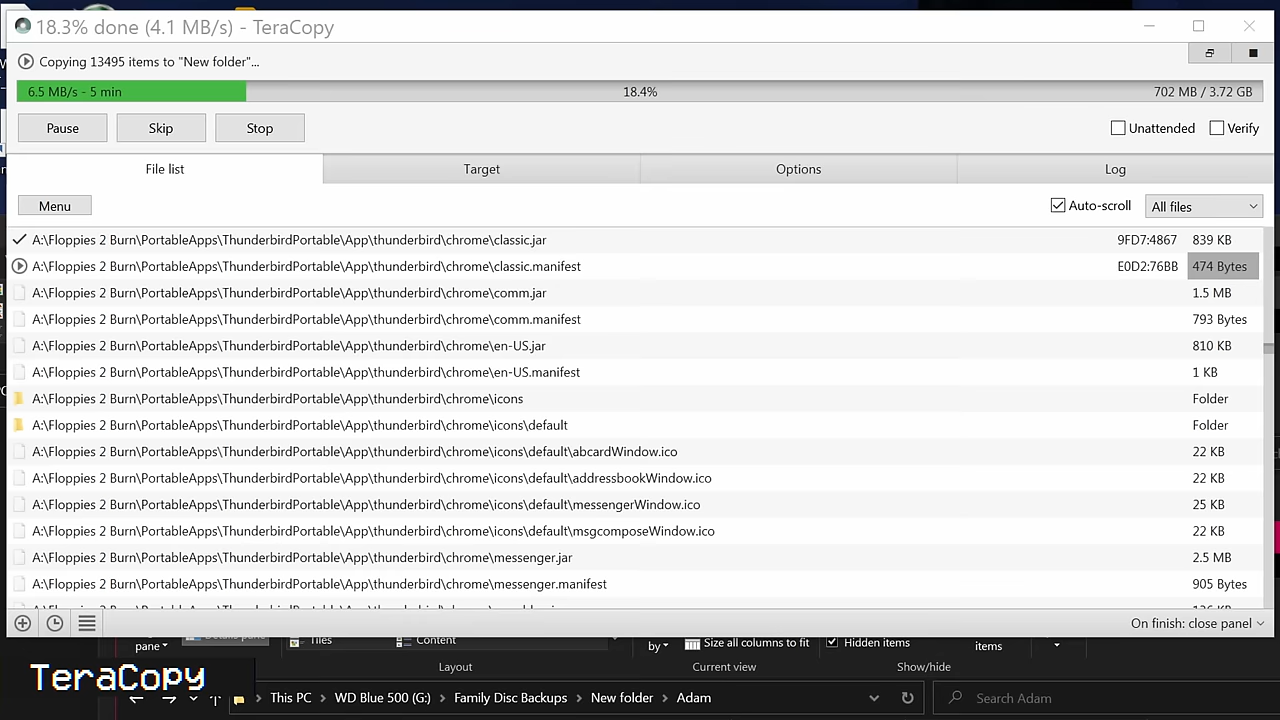 18.3% done (4.1 MB/s) - TeraCopy
Copying 13495 items to "New folder"...
6.5 MB/s - 5 min 18.4% 702 MB / 3.72 GB
Pause Skip Stop Unattended Verify
File list Target Options Log
Menu Auto-scroll All files
A:\Floppies 2 Burn\PortableApps\ThunderbirdPortable\App\thunderbird\chrome\classic.jar 9FD7:4867 839 KB
A:\Floppies 2 Burn\PortableApps\ThunderbirdPortable\App\thunderbird\chrome\classic.manifest E0D2:76BB 474 Bytes
A:\Floppies 2 Burn\PortableApps\ThunderbirdPortable\App\thunderbird\chrome\comm.jar 1.5 MB
A:\Floppies 2 Burn\PortableApps\ThunderbirdPortable\App\thunderbird\chrome\comm.manifest 793 Bytes
A:\Floppies 2 Burn\PortableApps\ThunderbirdPortable\App\thunderbird\chrome\en-US.jar 810 KB
A:\Floppies 2 Burn\PortableApps\ThunderbirdPortable\App\thunderbird\chrome\en-US.manifest 1 KB
A:\Floppies 2 Burn\PortableApps\ThunderbirdPortable\App\thunderbird\chrome\icons Folder
A:\Floppies 2 Burn\PortableApps\ThunderbirdPortable\App\thunderbird\chrome\icons\default Folder
A:\Floppies 2 Burn\PortableApps\ThunderbirdPortable\App\thunderbird\chrome\icons\default\abcardWindow.ico 22 KB
A:\Floppies 2 Burn\PortableApps\ThunderbirdPortable\App\thunderbird\chrome\icons\default\addressbookWindow.ico 22 KB
A:\Floppies 2 Burn\PortableApps\ThunderbirdPortable\App\thunderbird\chrome\icons\default\messengerWindow.ico 25 KB
A:\Floppies 2 Burn\PortableApps\ThunderbirdPortable\App\thunderbird\chrome\icons\default\msgcomposeWindow.ico 22 KB
A:\Floppies 2 Burn\PortableApps\ThunderbirdPortable\App\thunderbird\chrome\messenger.jar 2.5 MB
A:\Floppies 2 Burn\PortableApps\ThunderbirdPortable\App\thunderbird\chrome\messenger.manifest 905 Bytes
On finish: close panel
pane Tiles Content by Size all columns to fit Hidden items items
Layout Current view Show/hide
TeraCopy
This PC WD Blue 500 (G:) Family Disc Backups New folder Adam Search Adam